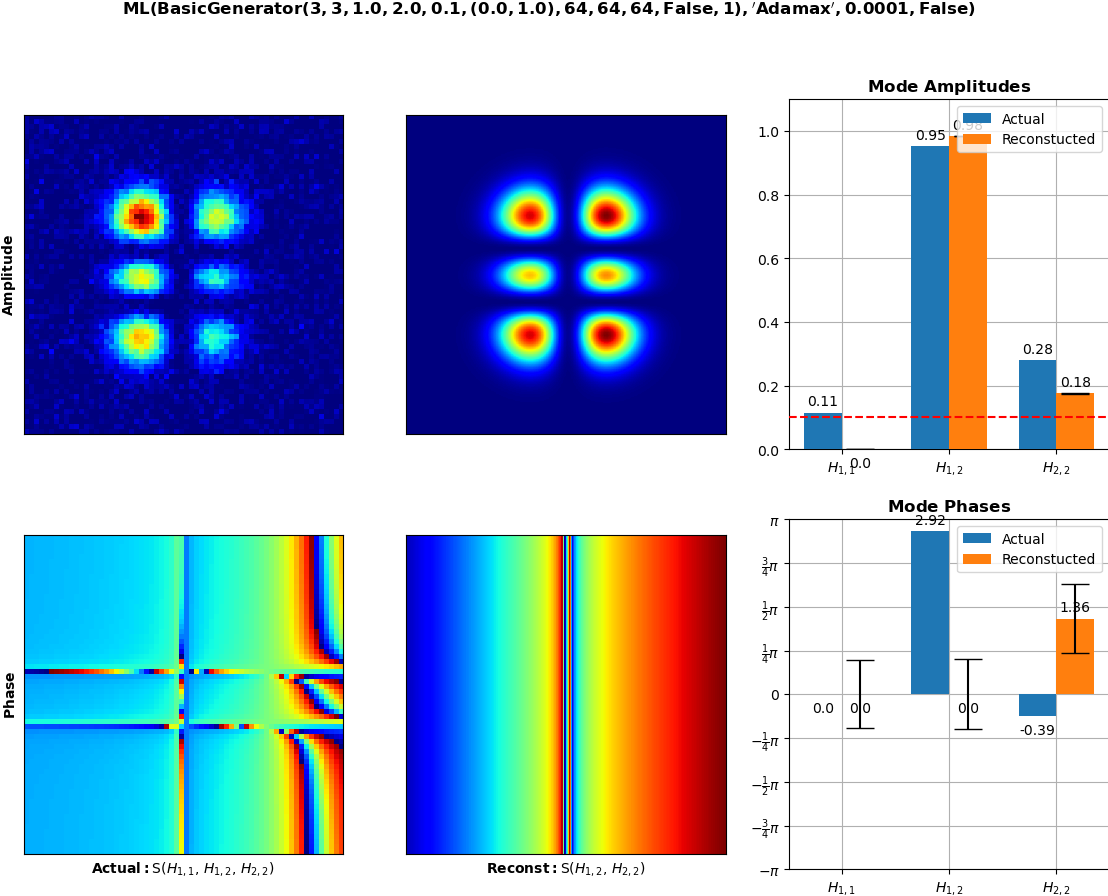 ML(BasicGenerator(3, 3, 1.0, 2.0, 0.1, (0.0, 1.0), 64, 64, 64, False, 1), ′Adamax′, 0.0001, False)
Amplitude
Mode Amplitudes
Actual
Reconstucted
1.0
0.8
0.6
0.4
0.2
0.0
0.11
0.0
0.95
0.98
0.28
0.18
H1,1
H1,2
H2,2
Phase
Actual: S(H1,1, H1,2, H2,2)
Reconst: S(H1,2, H2,2)
Mode Phases
Actual
Reconstucted
π
3/4π
1/2π
1/4π
0
−1/4π
−1/2π
−3/4π
−π
0.0
0.0
2.92
0.0
-0.39
1.36
H1,1
H1,2
H2,2